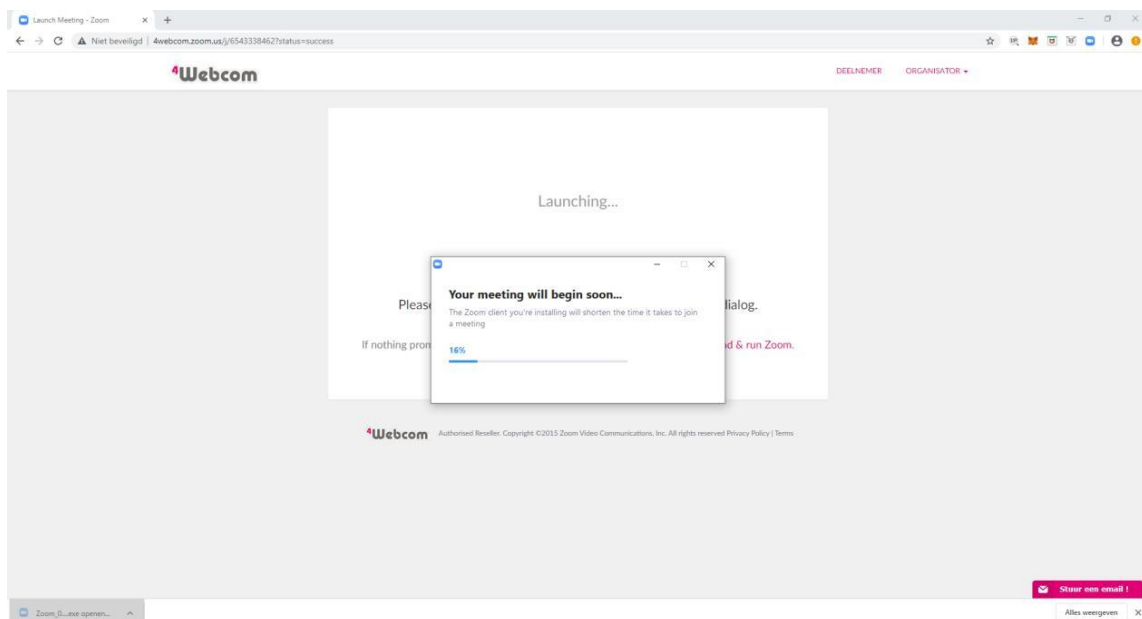 Launch Meeting - Zoom
Niet beveiligd | 4webcom.zoom.us/j/6543338462?status=success
4Webcom
DEELNEMER ORGANISATOR
Launching...
Your meeting will begin soon...
The Zoom client you're installing will shorten the time it takes to join
a meeting
16%
Please dialog.
If nothing & run Zoom.
4Webcom Authorised Reseller. Copyright ©2015 Zoom Video Communications, Inc. All rights reserved Privacy Policy | Terms
Stuur een email !
Zoom_0....exe openen...
Alles weergeven